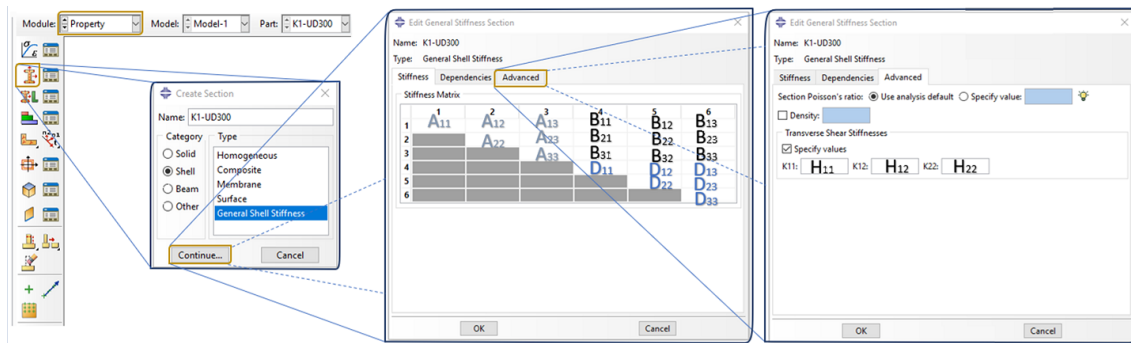 Module: Property Model: Model-1 Part: K1-UD300
Create Section
Name: K1-UD300
Category Type
Solid
Shell
Beam
Other
Homogeneous
Composite
Membrane
Surface
General Shell Stiffness
Continue... Cancel
Edit General Stiffness Section
Name: K1-UD300
Type: General Shell Stiffness
Stiffness Dependencies Advanced
Stiffness Matrix
1 2 3 4 5 6
1 A11 A12 A13 B11 B12 B13
2 A22 A23 B21 B22 B23
3 A33 B31 B32 B33
4 D11 D12 D13
5 D22 D23
6 D33
OK Cancel
Edit General Stiffness Section
Name: K1-UD300
Type: General Shell Stiffness
Stiffness Dependencies Advanced
Section Poisson's ratio: Use analysis default Specify value:
Density:
Transverse Shear Stiffnesses
Specify values
K11: H11 K12: H12 K22: H22
OK Cancel